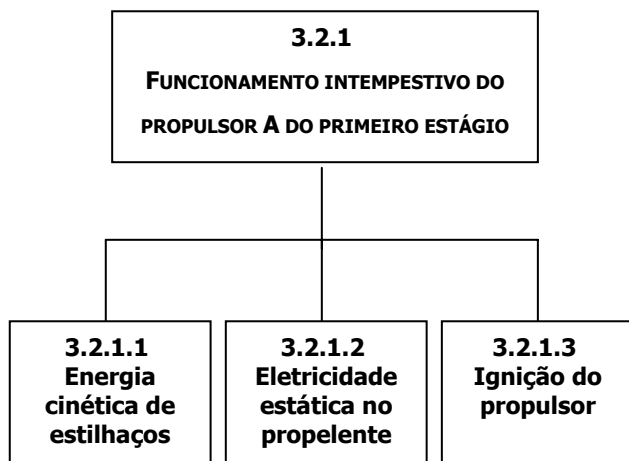 3.2.1
FUNCIONAMENTO INTEMPESTIVO DO
PROPULSOR A DO PRIMEIRO ESTÁGIO
3.2.1.1
Energia
cinética de
estilhaços
3.2.1.2
Eletricidade
estática no
propelente
3.2.1.3
Ignição do
propulsor